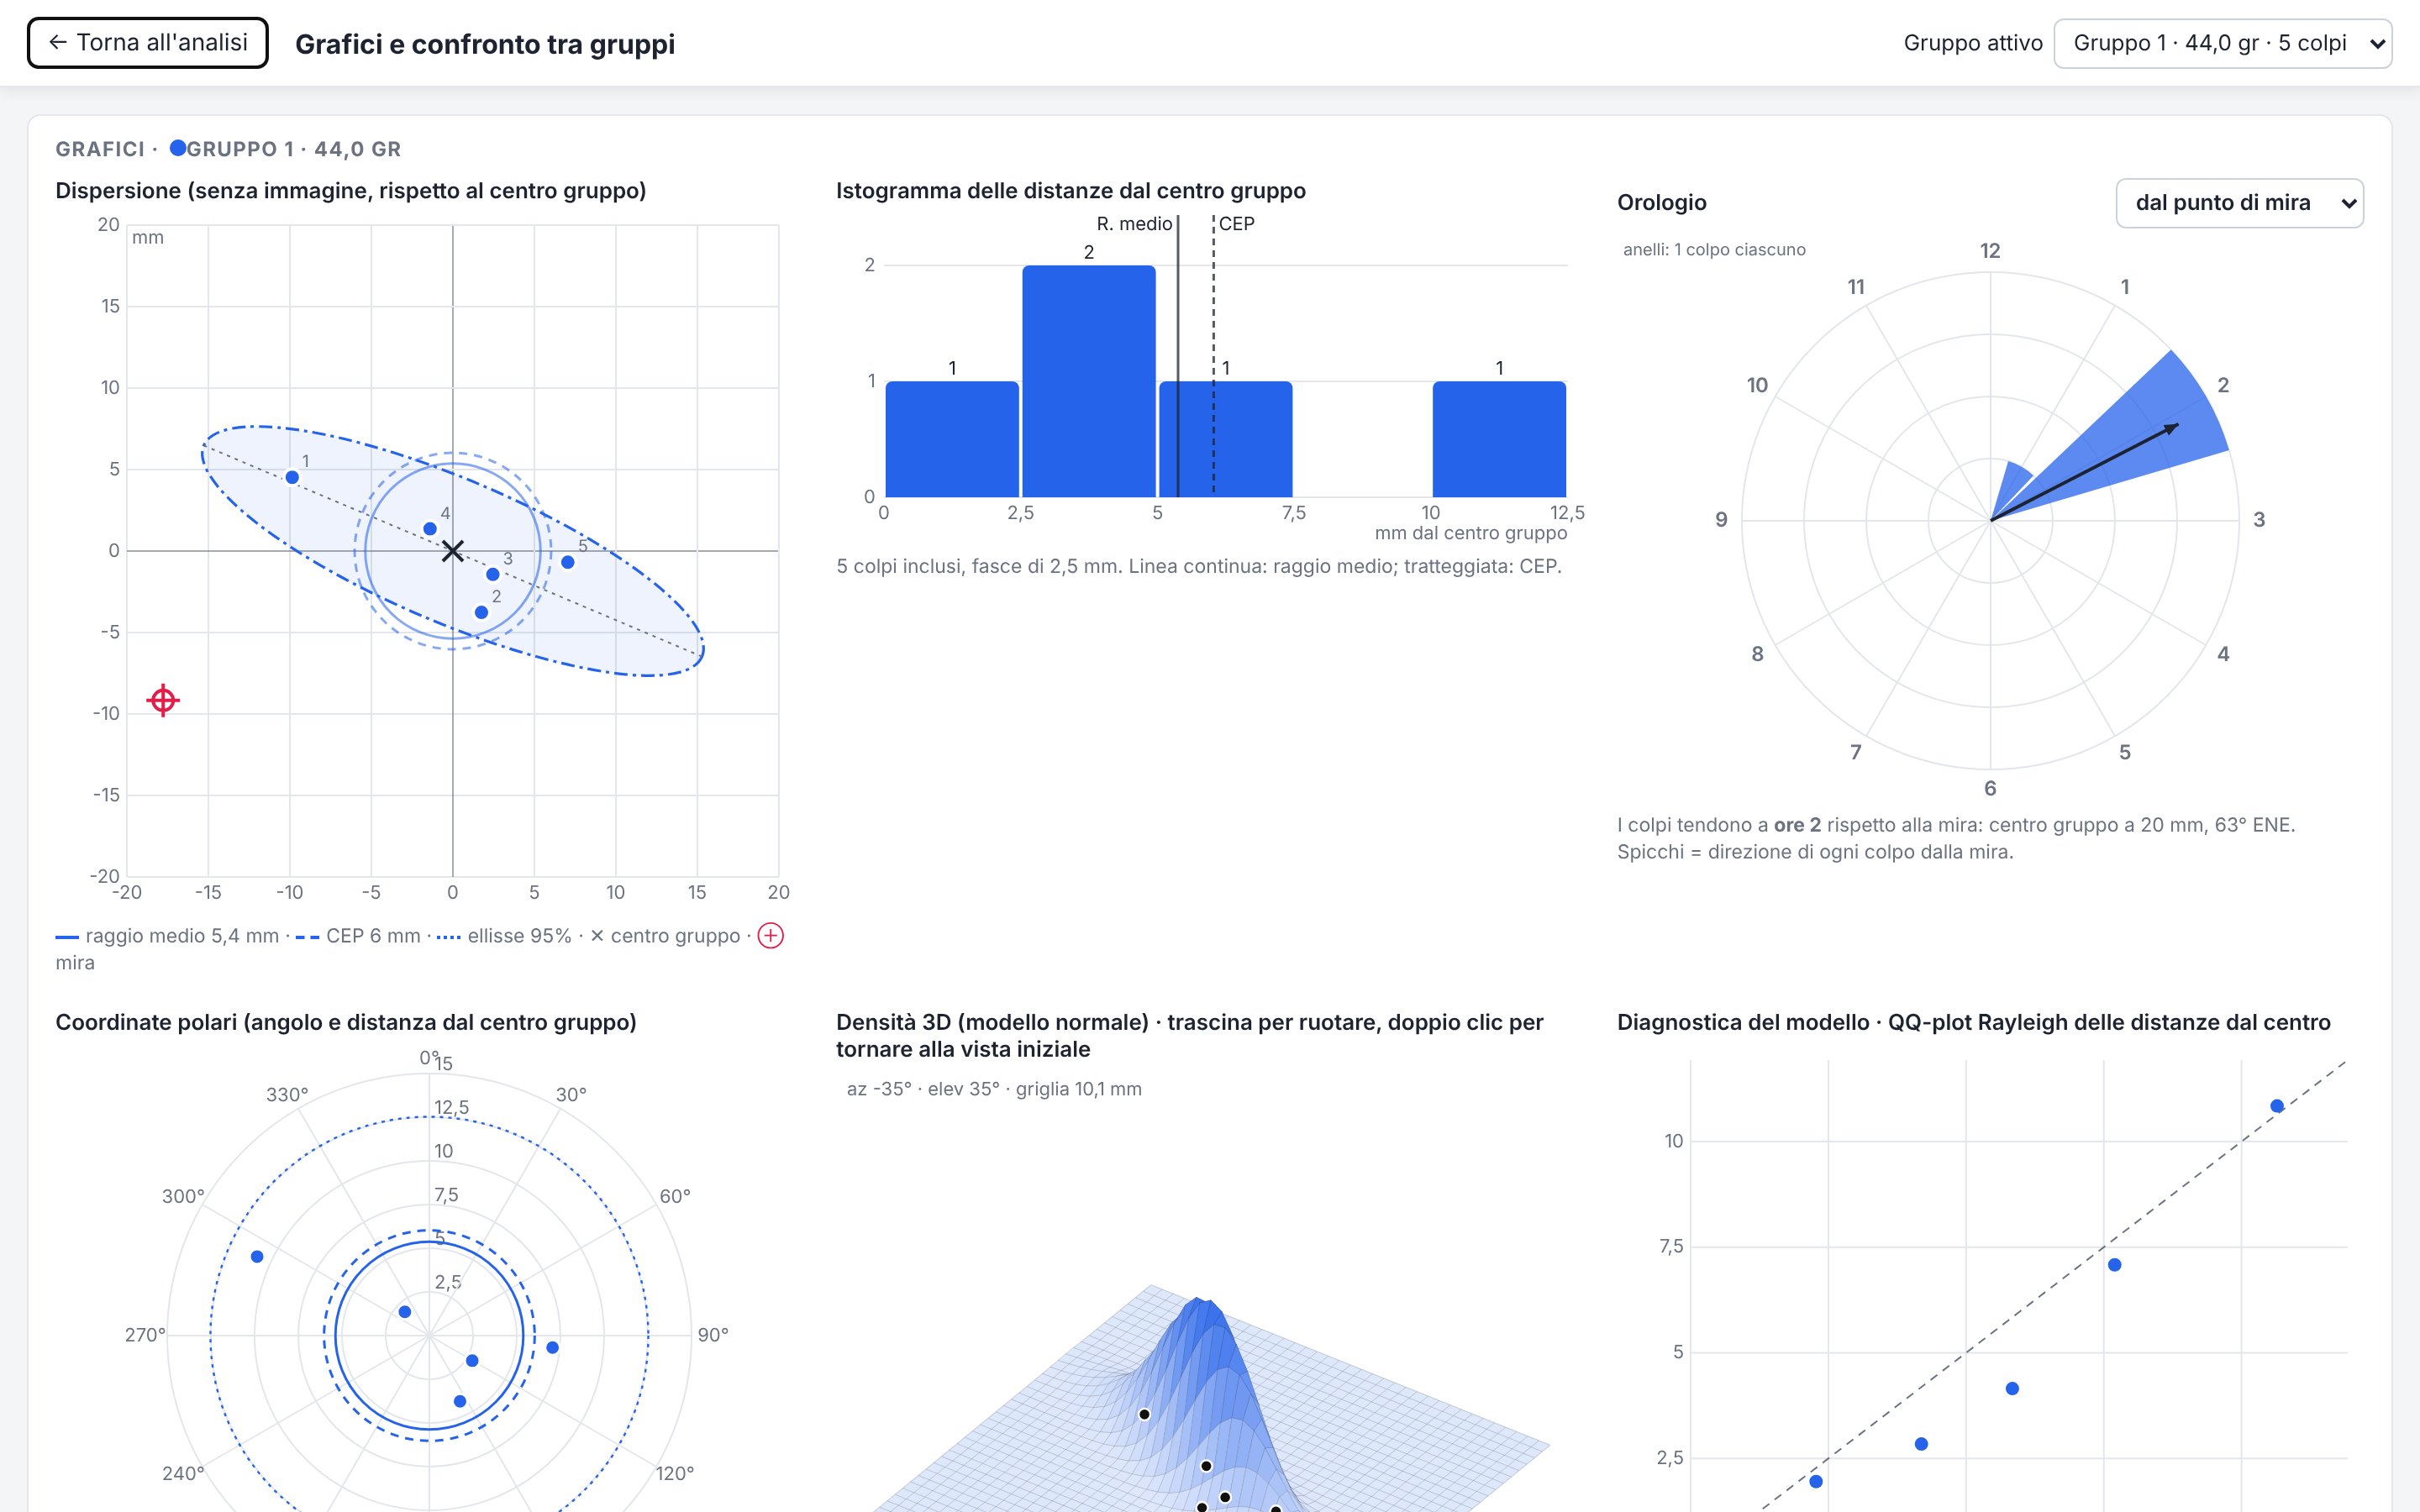 ← Torna all'analisi
Grafici e confronto tra gruppi
Gruppo attivo
Gruppo 1 · 44,0 gr · 5 colpi
GRAFICI · GRUPPO 1 · 44,0 GR
Dispersione (senza immagine, rispetto al centro gruppo)
20
mm
15
10
5
0
-5
-10
-15
-20
-20 -15 -10 -5 0 5 10 15 20
1
4
5
3
2
raggio medio 5,4 mm · CEP 6 mm · ellisse 95% · × centro gruppo ·
mira
Istogramma delle distanze dal centro gruppo
R. medio CEP
2
1
0
1 2 1 1
0 2,5 5 7,5 10 12,5
mm dal centro gruppo
5 colpi inclusi, fasce di 2,5 mm. Linea continua: raggio medio; tratteggiata: CEP.
Orologio
dal punto di mira
anelli: 1 colpo ciascuno
12
1
2
3
4
5
6
7
8
9
10
11
I colpi tendono a ore 2 rispetto alla mira: centro gruppo a 20 mm, 63° ENE.
Spicchi = direzione di ogni colpo dalla mira.
Coordinate polari (angolo e distanza dal centro gruppo)
0°
30°
60°
90°
120°
240°
270°
300°
330°
15
12,5
10
7,5
5
2,5
Densità 3D (modello normale) · trascina per ruotare, doppio clic per
tornare alla vista iniziale
az -35° · elev 35° · griglia 10,1 mm
Diagnostica del modello · QQ-plot Rayleigh delle distanze dal centro
10
7,5
5
2,5